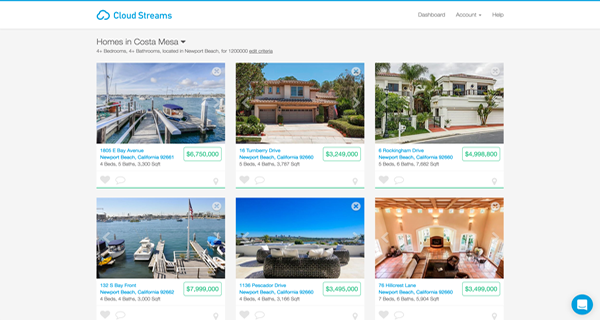 Cloud Streams
Dashboard Account Help
Homes in Costa Mesa
4+ Bedrooms, 4+ Bathrooms, located in Newport Beach, for 1200000 edit criteria
1805 E Bay Avenue
Newport Beach, California 92661
4 Beds, 5 Baths, 3,300 Sqft
$6,750,000
16 Turnberry Drive
Newport Beach, California 92660
5 Beds, 4 Baths, 3,787 Sqft
$3,249,000
6 Rockingham Drive
Newport Beach, California 92660
5 Beds, 6 Baths, 7,682 Sqft
$4,998,800
132 S Bay Front
Newport Beach, California 92662
4 Beds, 4 Baths, 3,000 Sqft
$7,999,000
1136 Pescador Drive
Newport Beach, California 92660
4 Beds, 4 Baths, 3,166 Sqft
$3,495,000
76 Hillcrest Lane
Newport Beach, California 92660
7 Beds, 6 Baths, 5,904 Sqft
$3,499,000